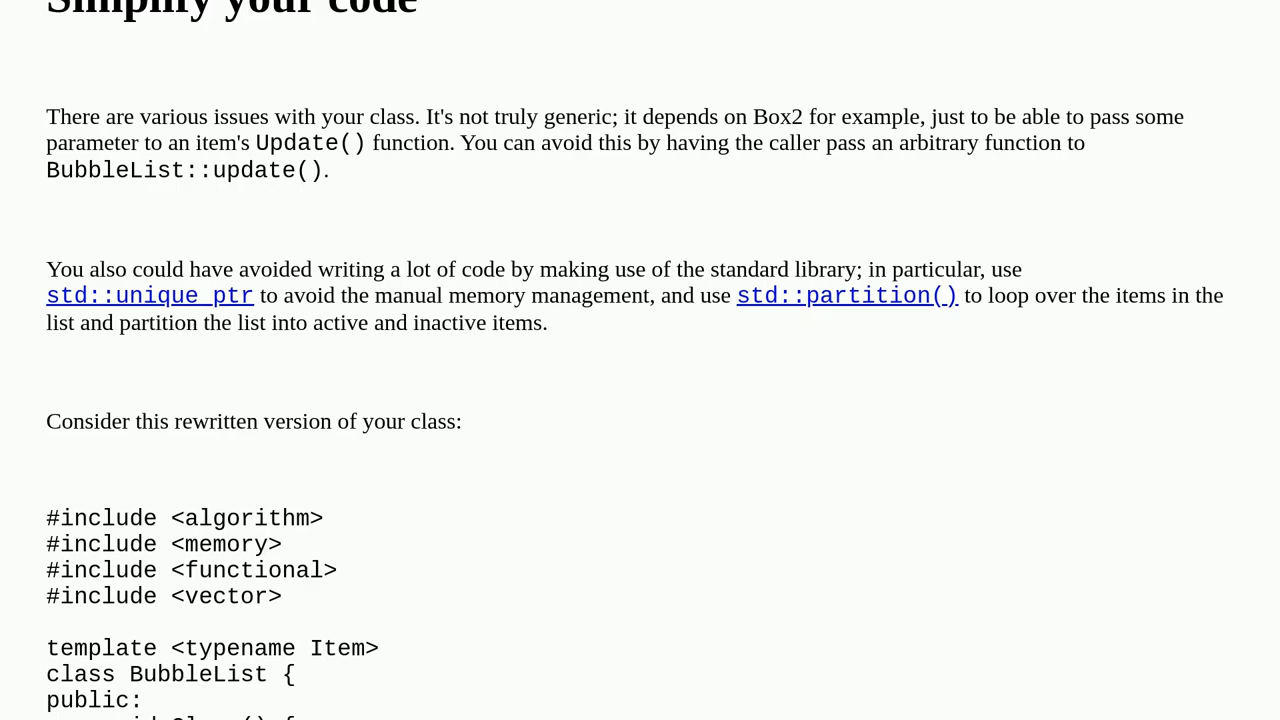 Simplify your code
There are various issues with your class. It's not truly generic; it depends on Box2 for example, just to be able to pass some
parameter to an item's Update() function. You can avoid this by having the caller pass an arbitrary function to
BubbleList::update().
You also could have avoided writing a lot of code by making use of the standard library; in particular, use
std::unique_ptr to avoid the manual memory management, and use std::partition() to loop over the items in the
list and partition the list into active and inactive items.
Consider this rewritten version of your class:
#include <algorithm>
#include <memory>
#include <functional>
#include <vector>
template <typename Item>
class BubbleList {
public: